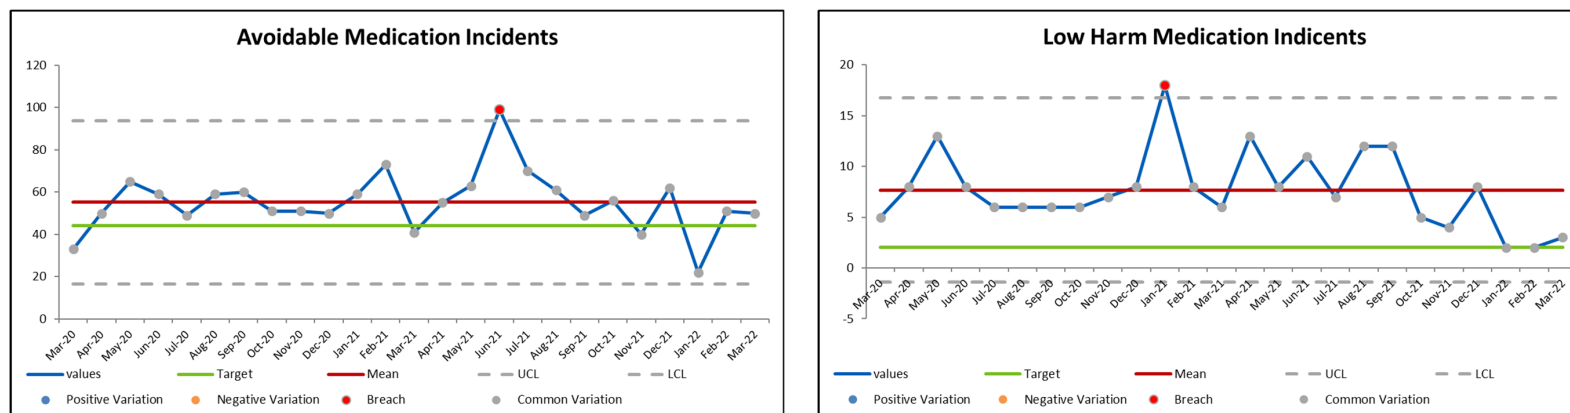 Avoidable Medication Incidents
120
100
80
60
40
20
0
Mar-20 Apr-20 May-20 Jun-20 Jul-20 Aug-20 Sep-20 Oct-20 Nov-20 Dec-20 Jan-21 Feb-21 Mar-21 Apr-21 May-21 Jun-21 Jul-21 Aug-21 Sep-21 Oct-21 Nov-21 Dec-21 Jan-22 Feb-22 Mar-22
values Target Mean UCL LCL
Positive Variation Negative Variation Breach Common Variation
Low Harm Medication Indicents
20
15
10
5
0
-5
Mar-20 Apr-20 May-20 Jun-20 Jul-20 Aug-20 Sep-20 Oct-20 Nov-20 Dec-20 Jan-21 Feb-21 Mar-21 Apr-21 May-21 Jun-21 Jul-21 Aug-21 Sep-21 Oct-21 Nov-21 Dec-21 Jan-22 Feb-22 Mar-22
values Target Mean UCL LCL
Positive Variation Negative Variation Breach Common Variation